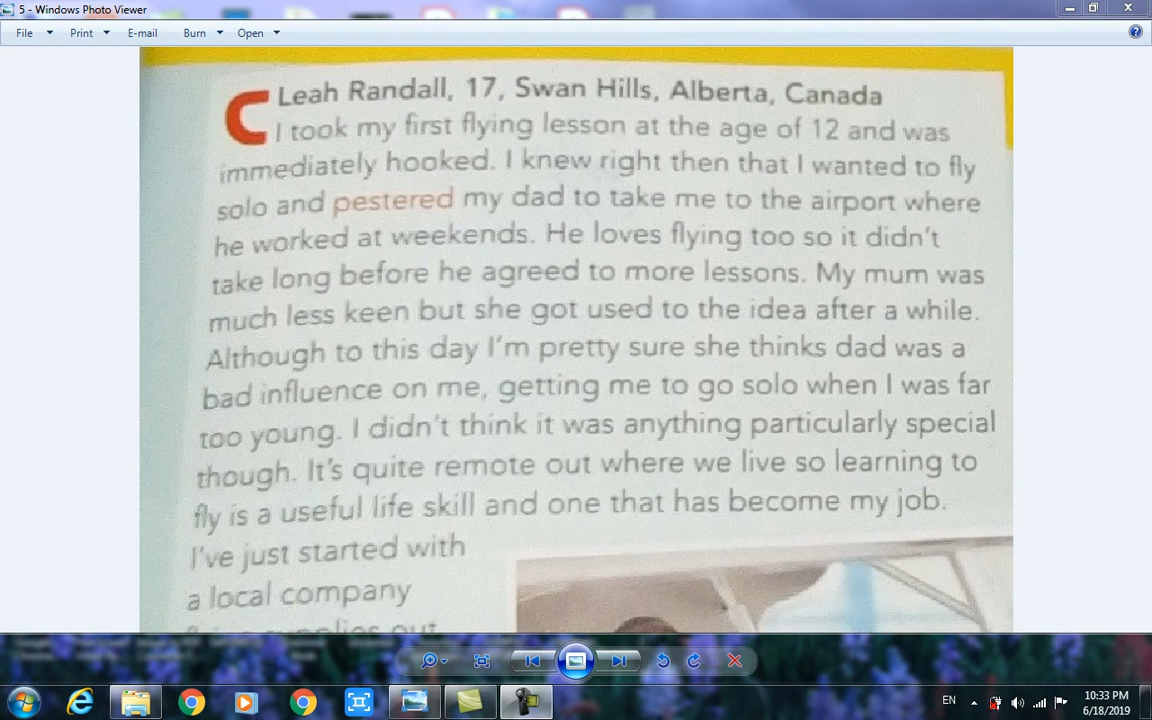 5 - Windows Photo Viewer
File Print E-mail Burn Open
C Leah Randall, 17, Swan Hills, Alberta, Canada
I took my first flying lesson at the age of 12 and was
immediately hooked. I knew right then that I wanted to fly
solo and pestered my dad to take me to the airport where
he worked at weekends. He loves flying too so it didn't
take long before he agreed to more lessons. My mum was
much less keen but she got used to the idea after a while.
Although to this day I'm pretty sure she thinks dad was a
bad influence on me, getting me to go solo when I was far
too young. I didn't think it was anything particularly special
though. It's quite remote out where we live so learning to
fly is a useful life skill and one that has become my job.
I've just started with
a local company
EN
10:33 PM
6/18/2019